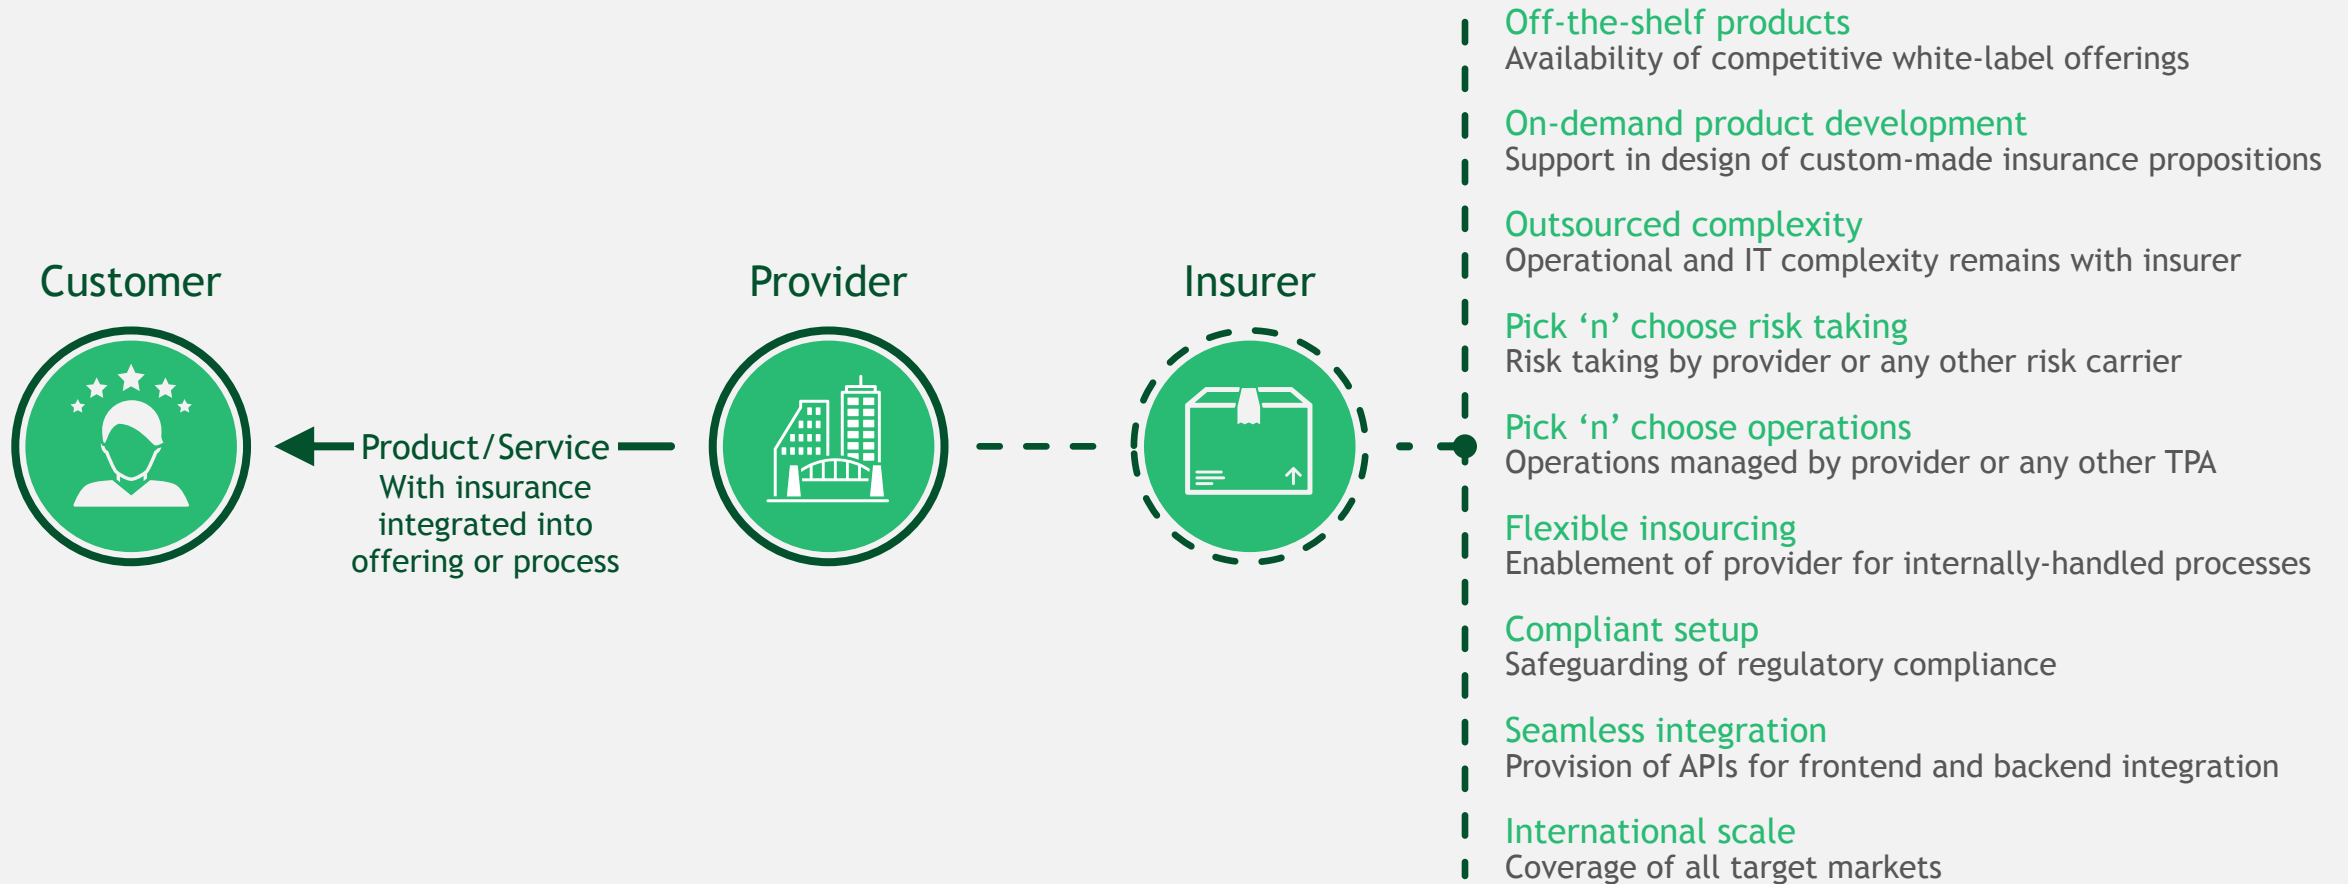 Customer
Product/Service
With insurance
integrated into
offering or process
Provider
Insurer
Off-the-shelf products
Availability of competitive white-label offerings
On-demand product development
Support in design of custom-made insurance propositions
Outsourced complexity
Operational and IT complexity remains with insurer
Pick ‘n’ choose risk taking
Risk taking by provider or any other risk carrier
Pick ‘n’ choose operations
Operations managed by provider or any other TPA
Flexible insourcing
Enablement of provider for internally-handled processes
Compliant setup
Safeguarding of regulatory compliance
Seamless integration
Provision of APIs for frontend and backend integration
International scale
Coverage of all target markets